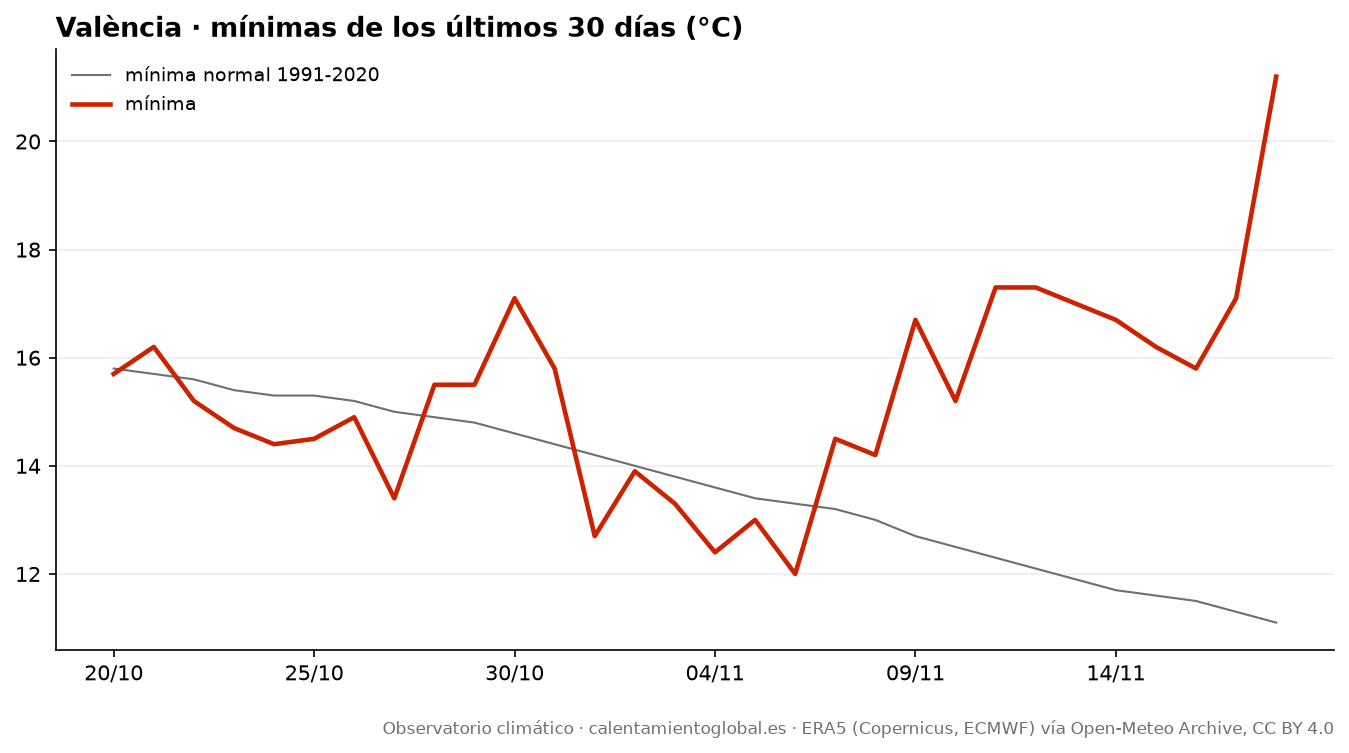 València · mínimas de los últimos 30 días (°C)
mínima normal 1991-2020
mínima
20
18
16
14
12
20/10 25/10 30/10 04/11 09/11 14/11
Observatorio climático · calentamientoglobal.es · ERA5 (Copernicus, ECMWF) vía Open-Meteo Archive, CC BY 4.0